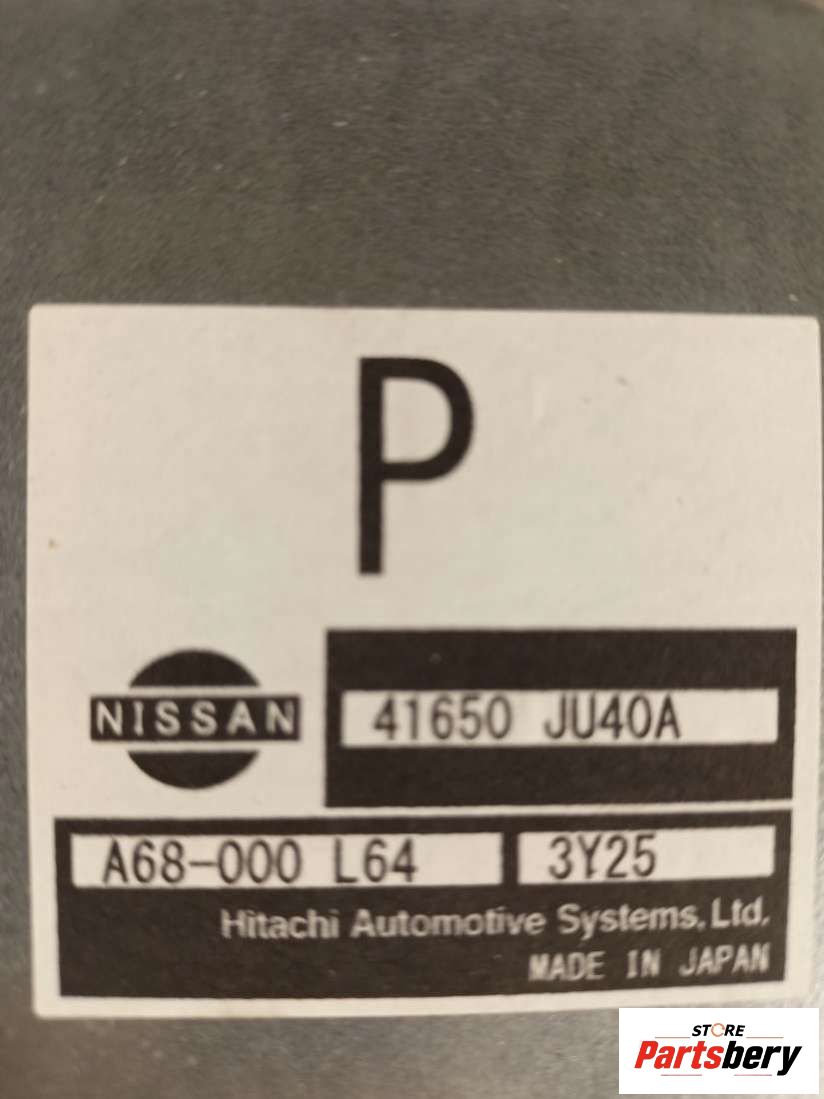 P
NISSAN
41650 JU40A
A68-000 L64 3Y25
Hitachi Automotive Systems, Ltd.
MADE IN JAPAN
STORE
Partsbery